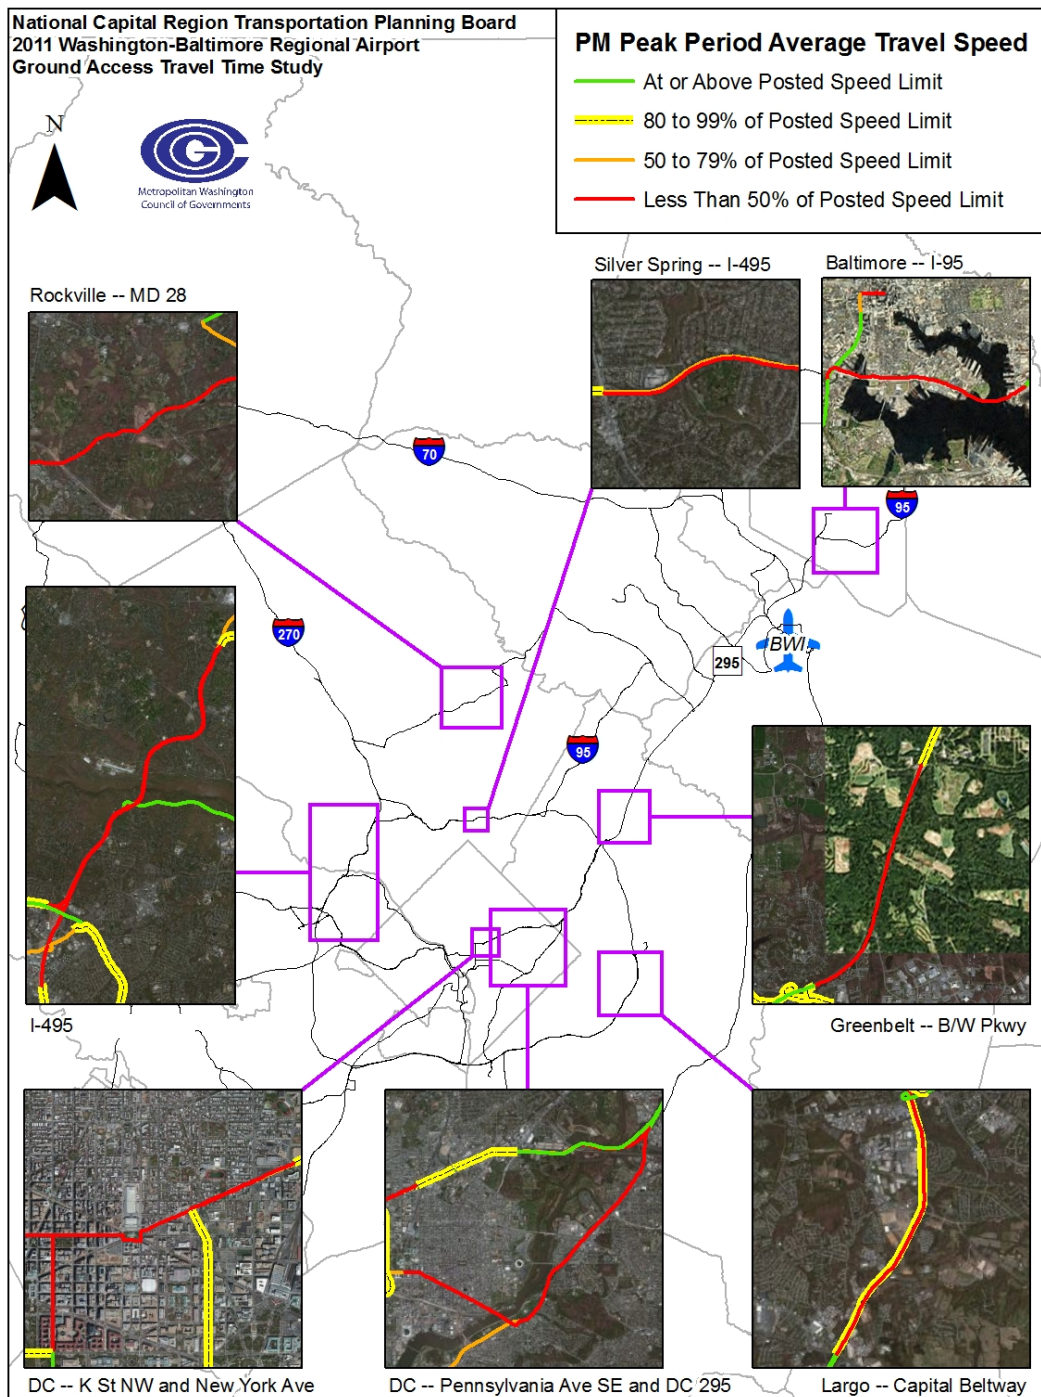 National Capital Region Transportation Planning Board
2011 Washington-Baltimore Regional Airport
Ground Access Travel Time Study
N
Metropolitan Washington
Council of Governments
PM Peak Period Average Travel Speed
At or Above Posted Speed Limit
80 to 99% of Posted Speed Limit
50 to 79% of Posted Speed Limit
Less Than 50% of Posted Speed Limit
Silver Spring -- I-495
Baltimore -- I-95
Rockville -- MD 28
70
95
270
BWI
295
95
I-495
Greenbelt -- B/W Pkwy
DC -- K St NW and New York Ave
DC -- Pennsylvania Ave SE and DC 295
Largo -- Capital Beltway